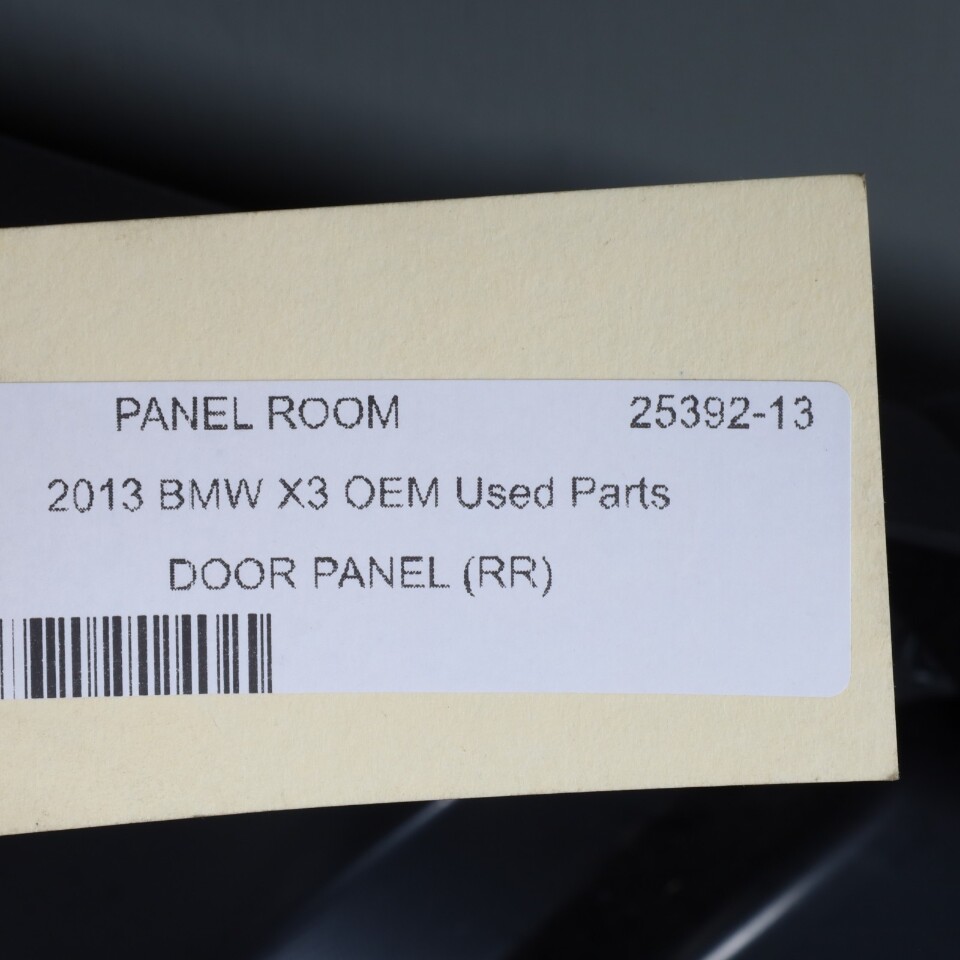 PANEL ROOM 25392-13
2013 BMW X3 OEM Used Parts
DOOR PANEL (RR)